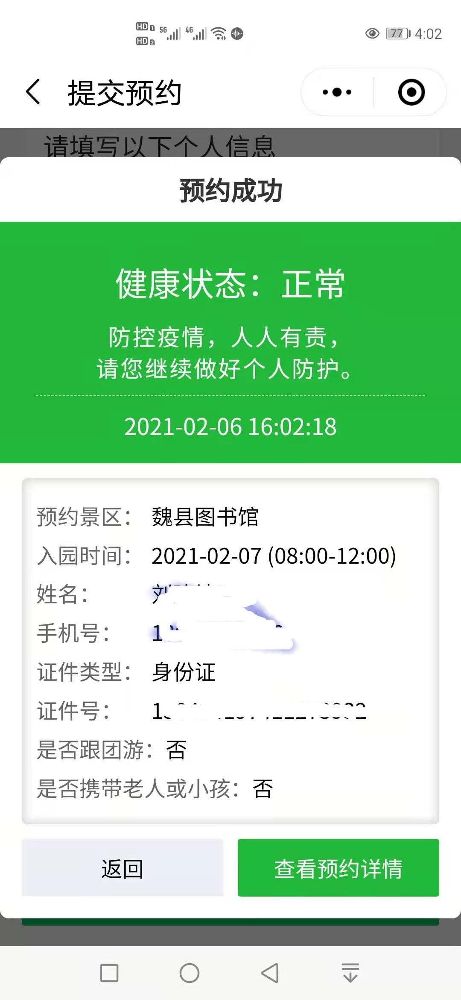 HD 1 5G 4G
HD 2
77 4:02
提交预约
请填写以下个人信息
预约成功
健康状态：正常
防控疫情，人人有责，
请您继续做好个人防护。
2021-02-06 16:02:18
预约景区：魏县图书馆
入园时间：2021-02-07 (08:00-12:00)
姓名：
手机号：
证件类型：身份证
证件号：
是否跟团游：否
是否携带老人或小孩：否
返回
查看预约详情